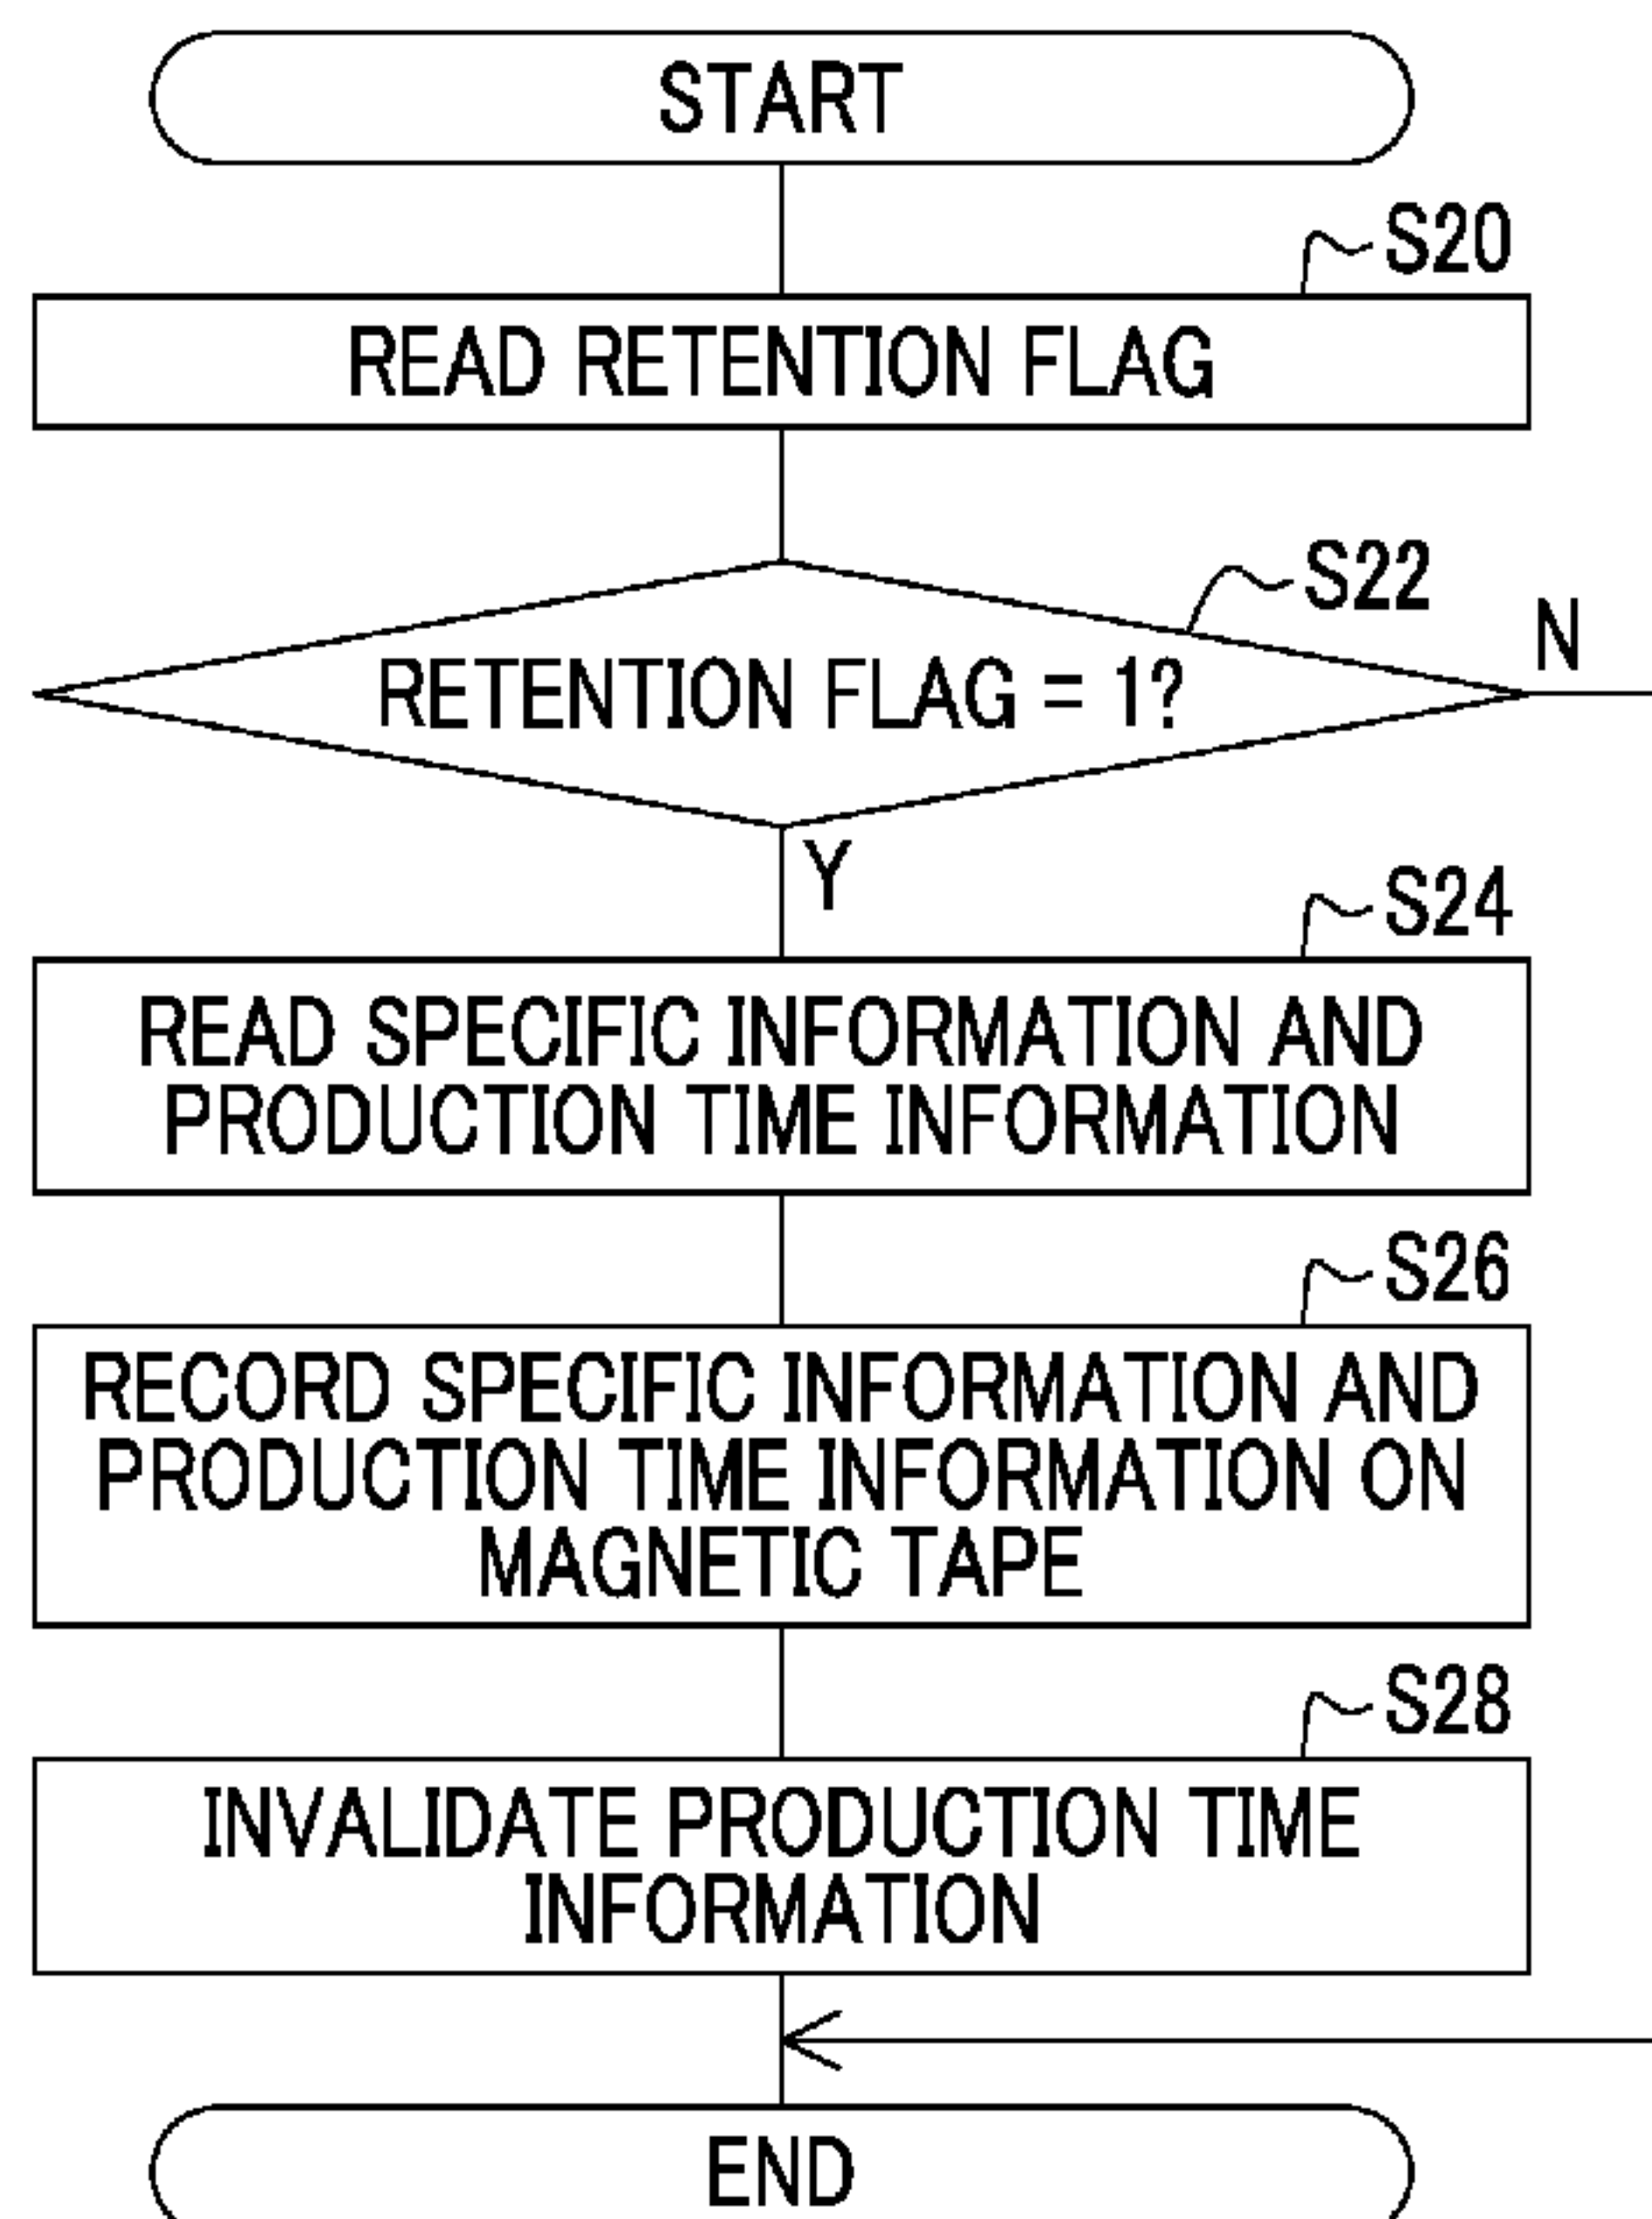 START
S20
READ RETENTION FLAG
S22
N
RETENTION FLAG = 1?
Y
S24
READ SPECIFIC INFORMATION AND
PRODUCTION TIME INFORMATION
S26
RECORD SPECIFIC INFORMATION AND
PRODUCTION TIME INFORMATION ON
MAGNETIC TAPE
S28
INVALIDATE PRODUCTION TIME
INFORMATION
END